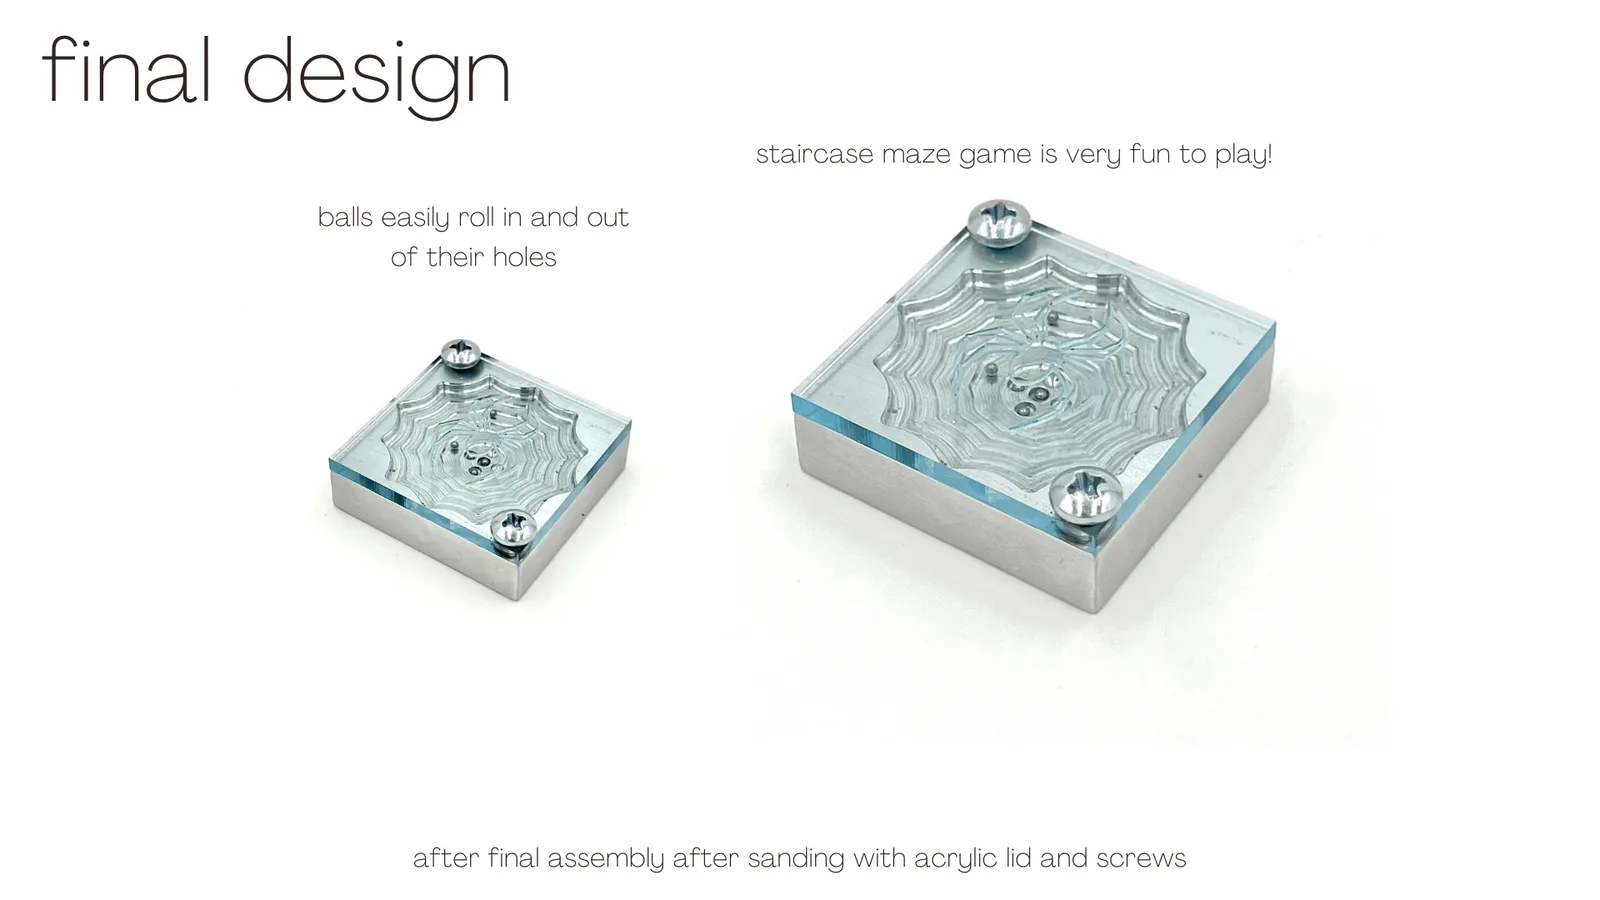 final design
staircase maze game is very fun to play!
balls easily roll in and out
of their holes
after final assembly after sanding with acrylic lid and screws